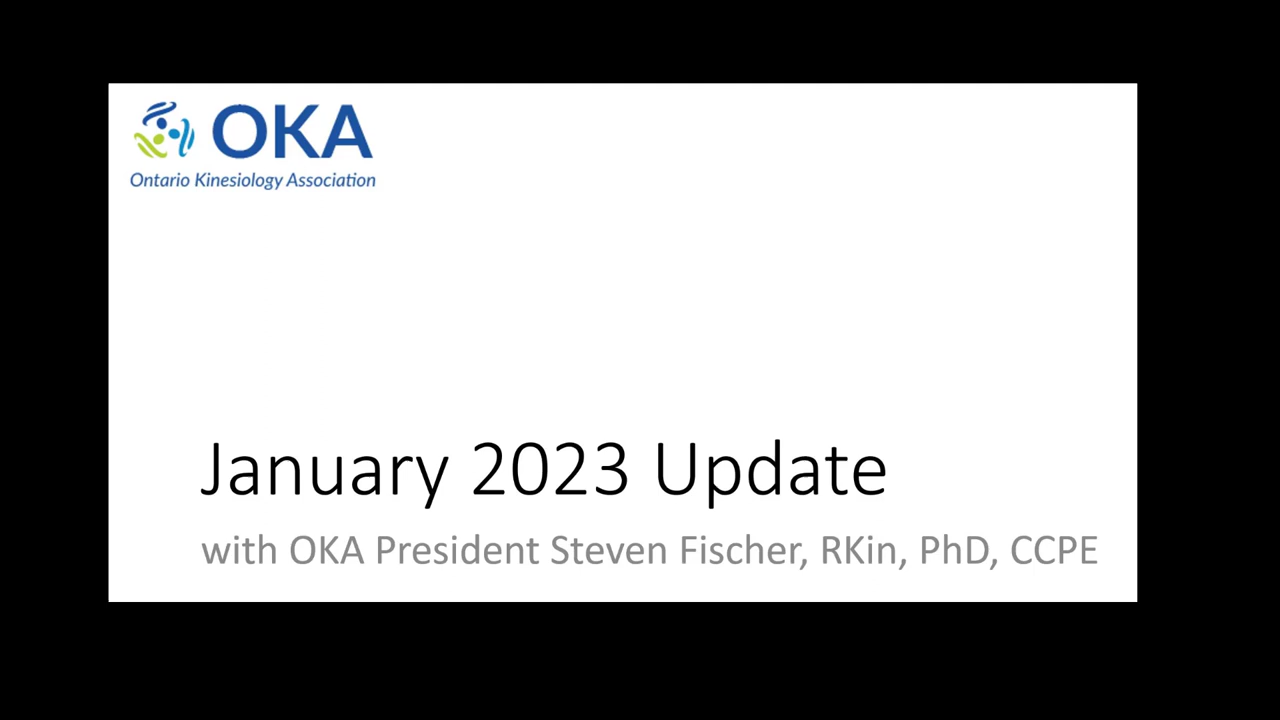 OKA
Ontario Kinesiology Association
January 2023 Update
with OKA President Steven Fischer, RKin, PhD, CCPE